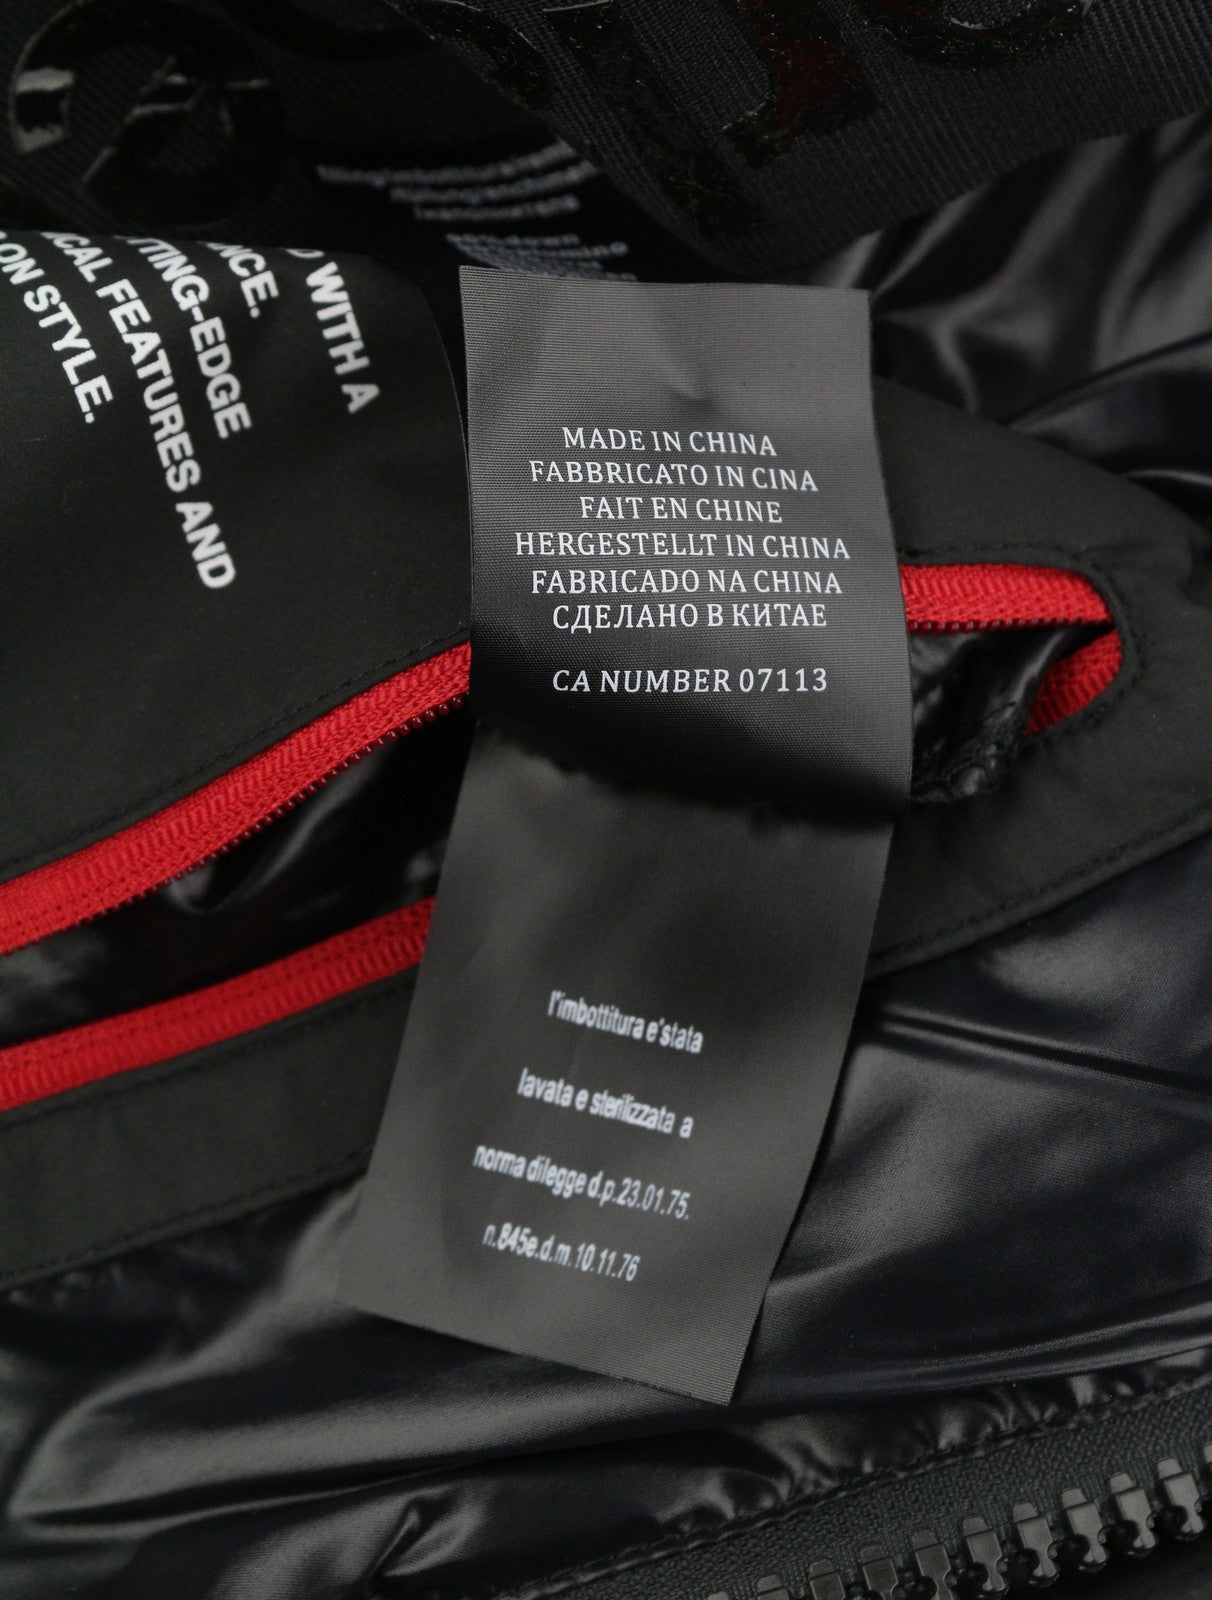 D WITH A
NCE.
TING-EDGE
CAL FEATURES AND
ON STYLE.
MADE IN CHINA
FABBRICATO IN CINA
FAIT EN CHINE
HERGESTELLT IN CHINA
FABRICADO NA CHINA
СДЕЛАНО В КИТАЕ
CA NUMBER 07113
l'imbottitura e'stata
lavata e sterilizzata a
norma dilegge d.p.23.01.75.
n.845e.d.m.10.11.76